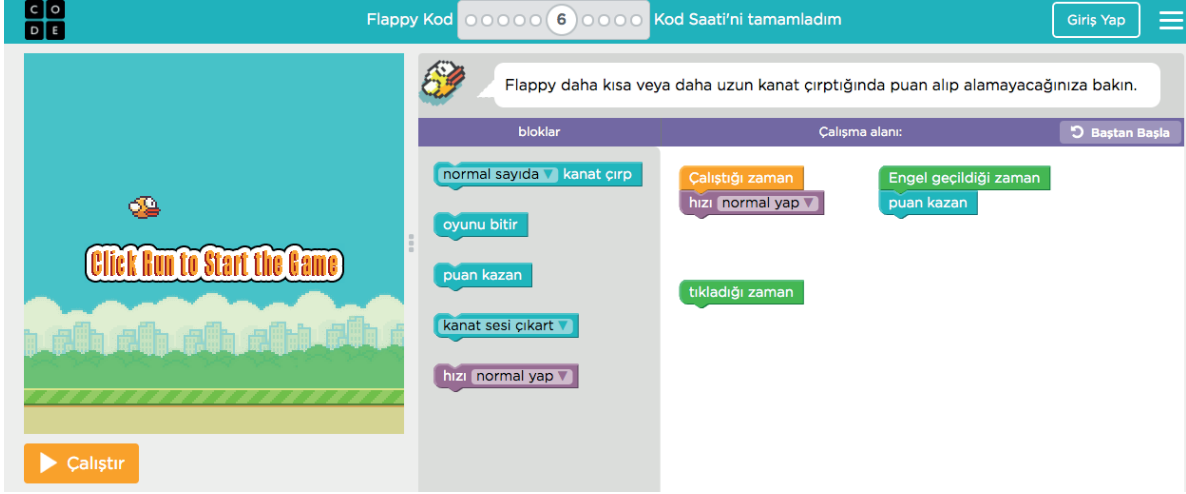 C O
D E
Flappy Kod
6
Kod Saati'ni tamamladım
Giriş Yap
Flappy daha kısa veya daha uzun kanat çırptığında puan alıp alamayacağınıza bakın.
bloklar
Çalışma alanı:
Baştan Başla
normal sayıda kanat çırp
oyunu bitir
puan kazan
kanat sesi çıkart
hızı normal yap
Çalıştığı zaman
hızı normal yap
Engel geçildiği zaman
puan kazan
tıkladığı zaman
Click Run to Start the Game
Çalıştır